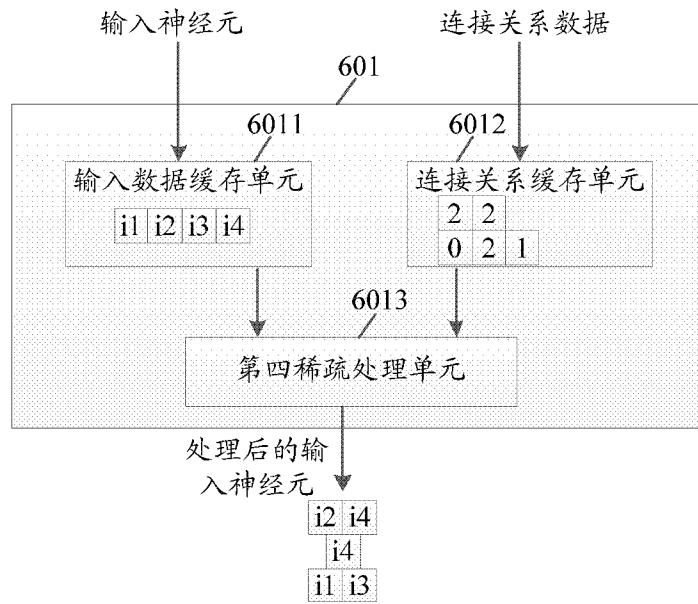 输入神经元 连接关系数据
601
6011 6012
输入数据缓存单元 连接关系缓存单元
i1 i2 i3 i4
2 2
0 2 1
6013
第四稀疏处理单元
处理后的输
入神经元
i2 i4
i4
i1 i3